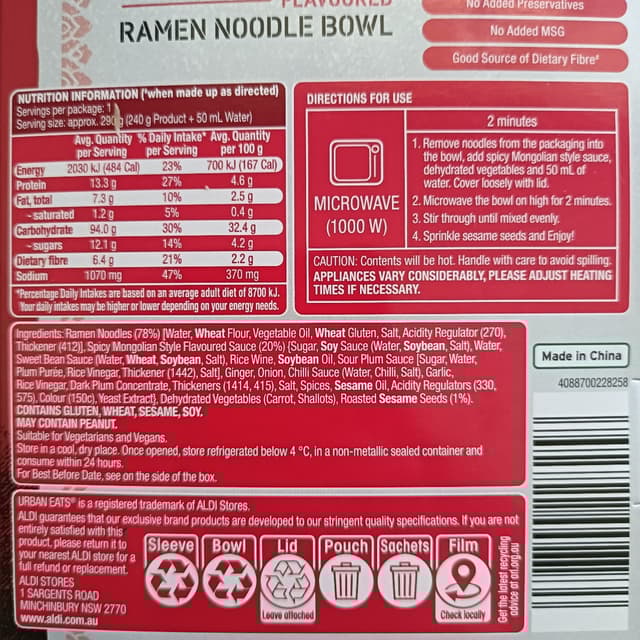 FLAVOURED
RAMEN NOODLE BOWL
No Added Preservatives
No Added MSG
Good Source of Dietary Fibre#
NUTRITION INFORMATION (*when made up as directed)
Servings per package: 1
Serving size: approx. 290 g (240 g Product + 50 mL Water)
Avg. Quantity % Daily Intake* Avg. Quantity
per Serving per Serving per 100 g
Energy 2030 kJ (484 Cal) 23% 700 kJ (167 Cal)
Protein 13.3 g 27% 4.6 g
Fat, total 7.3 g 10% 2.5 g
- saturated 1.2 g 5% 0.4 g
Carbohydrate 94.0 g 30% 32.4 g
- sugars 12.1 g 14% 4.2 g
Dietary fibre 6.4 g 21% 2.2 g
Sodium 1070 mg 47% 370 mg
*Percentage Daily Intakes are based on an average adult diet of 8700 kJ.
Your daily intakes may be higher or lower depending on your energy needs.
DIRECTIONS FOR USE
2 minutes
MICROWAVE
(1000 W)
1. Remove noodles from the packaging into
the bowl, add spicy Mongolian style sauce,
dehydrated vegetables and 50 mL of
water. Cover loosely with lid.
2. Microwave the bowl on high for 2 minutes.
3. Stir through until mixed evenly.
4. Sprinkle sesame seeds and Enjoy!
CAUTION: Contents will be hot. Handle with care to avoid spilling.
APPLIANCES VARY CONSIDERABLY, PLEASE ADJUST HEATING
TIMES IF NECESSARY.
Ingredients: Ramen Noodles (78%) [Water, Wheat Flour, Vegetable Oil, Wheat Gluten, Salt, Acidity Regulator (270),
Thickener (412)], Spicy Mongolian Style Flavoured Sauce (20%) {Sugar, Soy Sauce (Water, Soybean, Salt), Water,
Sweet Bean Sauce (Water, Wheat, Soybean, Salt), Rice Wine, Soybean Oil, Sour Plum Sauce [Sugar, Water,
Plum Purée, Rice Vinegar, Thickener (1442), Salt], Ginger, Onion, Chilli Sauce (Water, Chilli, Salt), Garlic,
Rice Vinegar, Dark Plum Concentrate, Thickeners (1414, 415), Salt, Spices, Sesame Oil, Acidity Regulators (330,
575), Colour (150c), Yeast Extract}, Dehydrated Vegetables (Carrot, Shallots), Roasted Sesame Seeds (1%).
CONTAINS GLUTEN, WHEAT, SESAME, SOY.
MAY CONTAIN PEANUT.
Suitable for Vegetarians and Vegans.
Store in a cool, dry place. Once opened, store refrigerated below 4 °C, in a non-metallic sealed container and
consume within 24 hours.
For Best Before Date, see on the side of the box.
Made in China
4088700228258
URBAN EATS® is a registered trademark of ALDI Stores.
ALDI guarantees that our exclusive brand products are developed to our stringent quality specifications. If you are not
entirely satisfied with this
product, please return it to
your nearest ALDI store for a
full refund or replacement.
ALDI STORES
1 SARGENTS ROAD
MINCHINBURY NSW 2770
www.aldi.com.au
Sleeve Bowl Lid Pouch Sachets Film
Leave attached
Check locally
Get the latest recycling
advice at arl.org.au